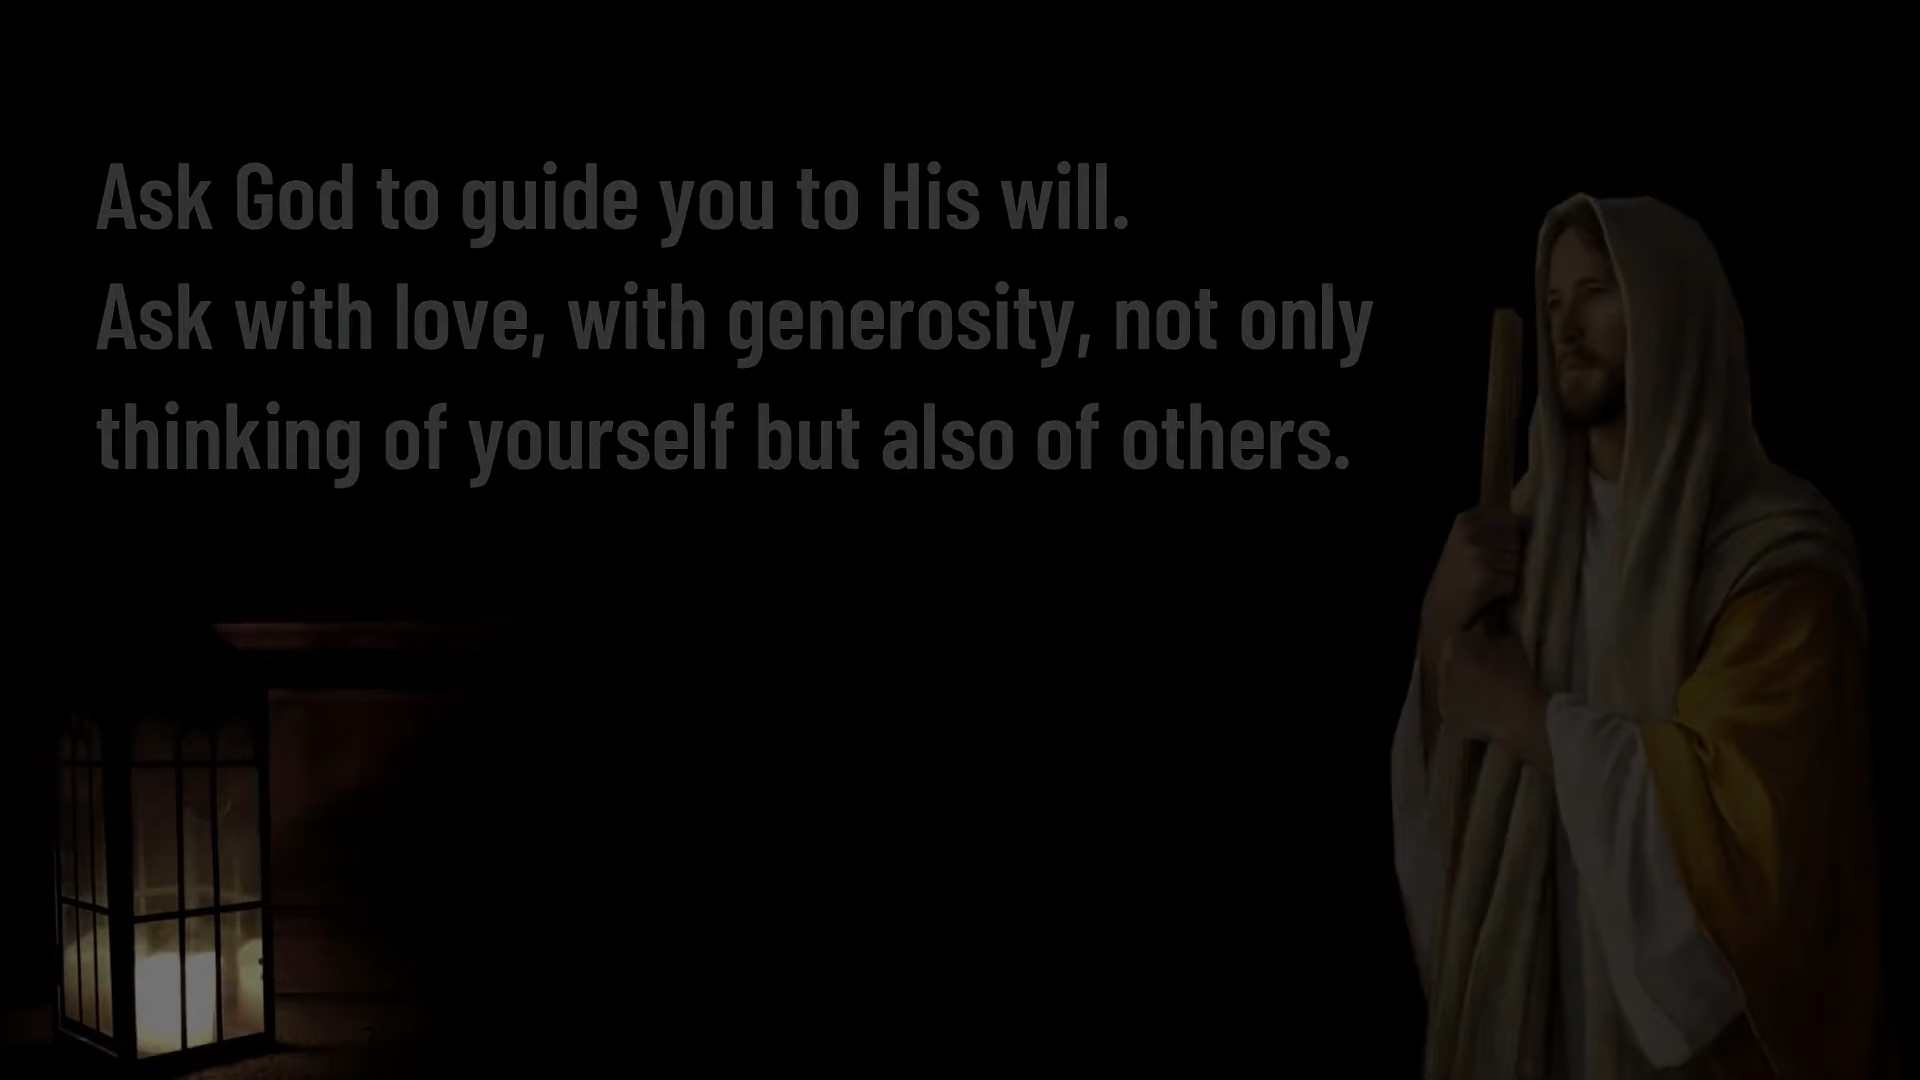 Ask God to guide you to His will.
Ask with love, with generosity, not only
thinking of yourself but also of others.